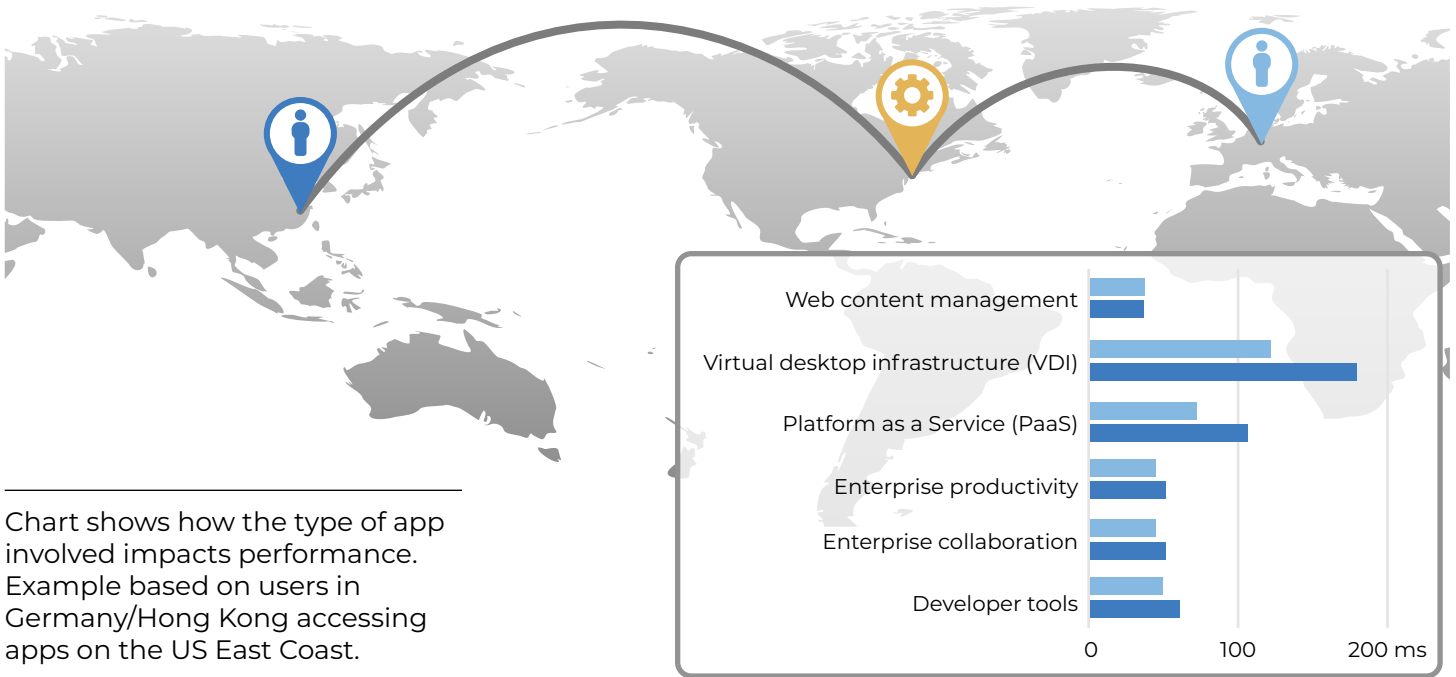 Web content management
Virtual desktop infrastructure (VDI)
Platform as a Service (PaaS)
Enterprise productivity
Enterprise collaboration
Developer tools
0 100 200 ms
Chart shows how the type of app
involved impacts performance.
Example based on users in
Germany/Hong Kong accessing
apps on the US East Coast.